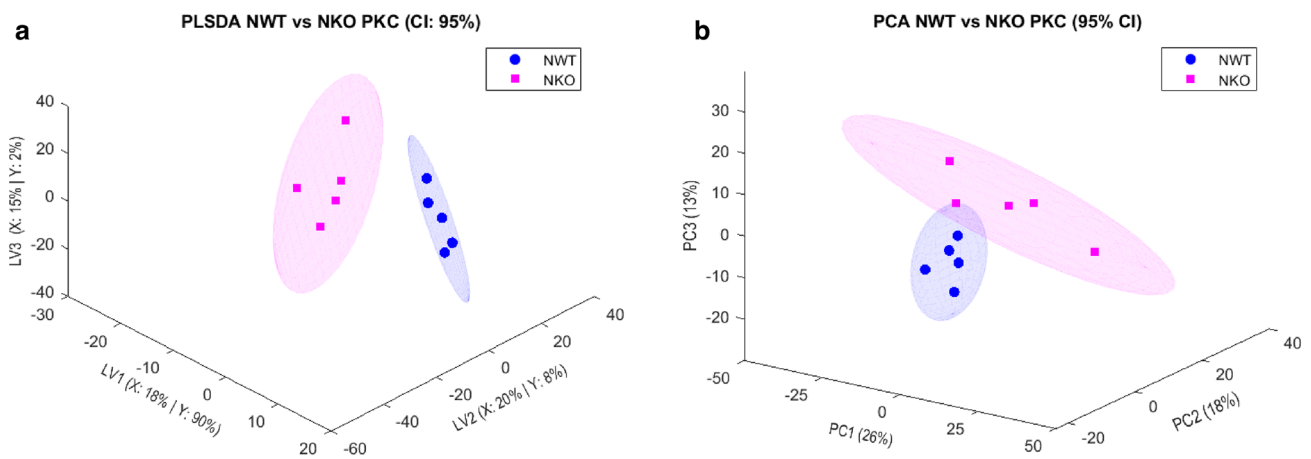 a
PLSDA NWT vs NKO PKC (CI: 95%)
NWT
NKO
40
20
0
-20
-40
LV3 (X: 15% | Y: 2%)
-30
-20
-10
0
10
20
LV1 (X: 18% | Y: 90%)
-60
-40
-20
0
20
40
LV2 (X: 20% | Y: 8%)
b
PCA NWT vs NKO PKC (95% CI)
NWT
NKO
30
20
10
0
-10
-20
PC3 (13%)
-50
-25
0
25
50
PC1 (26%)
-20
0
20
40
PC2 (18%)